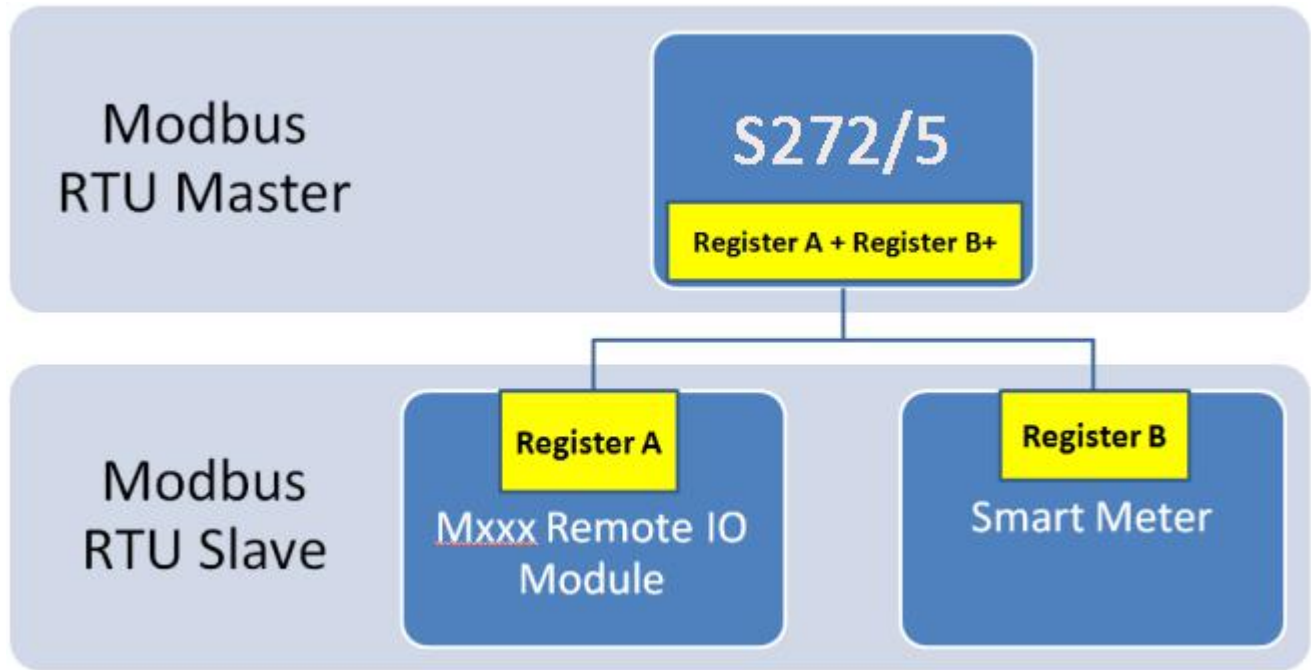 Modbus
RTU Master
S272/5
Register A + Register B+
Modbus
RTU Slave
Register A
Mxxx Remote IO
Module
Register B
Smart Meter